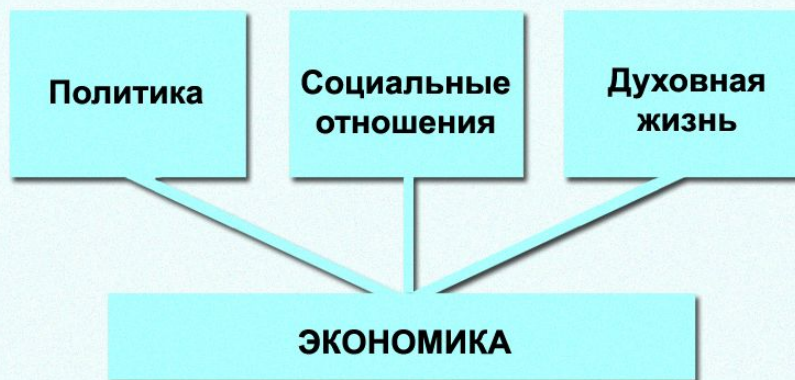 Политика
Социальные
отношения
Духовная
жизнь
ЭКОНОМИКА